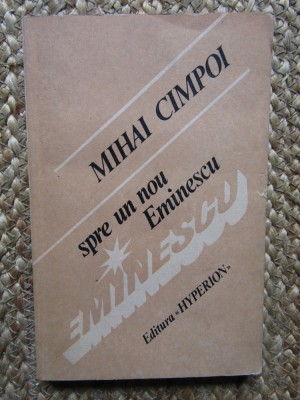 MIHAI CIMPOI
spre un nou
Eminescu
EMINESCU
Editura «HYPERION»